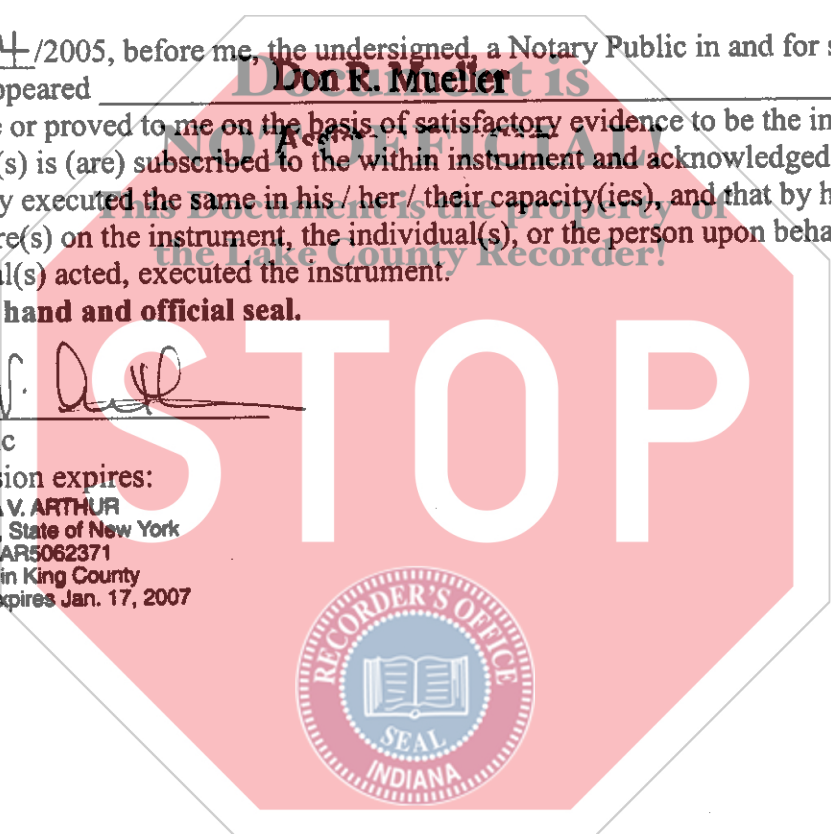 4/2005, before me, the undersigned, a Notary Public in and for s
Document is
ppeared Don R. Mueller
e or proved to me on the basis of satisfactory evidence to be the in
NOT OFFICIAL!
(s) is (are) subscribed to the within instrument and acknowledged
y executed the same in his / her / their capacity(ies), and that by h
This Document is the property of
re(s) on the instrument, the individual(s), or the person upon beha
the Lake County Recorder!
al(s) acted, executed the instrument.
hand and official seal.
STOP
c
sion expires:
V. ARTHUR
, State of New York
AR5062371
in King County
xpires Jan. 17, 2007
RECORDER'S OFFICE
SEAL
INDIANA